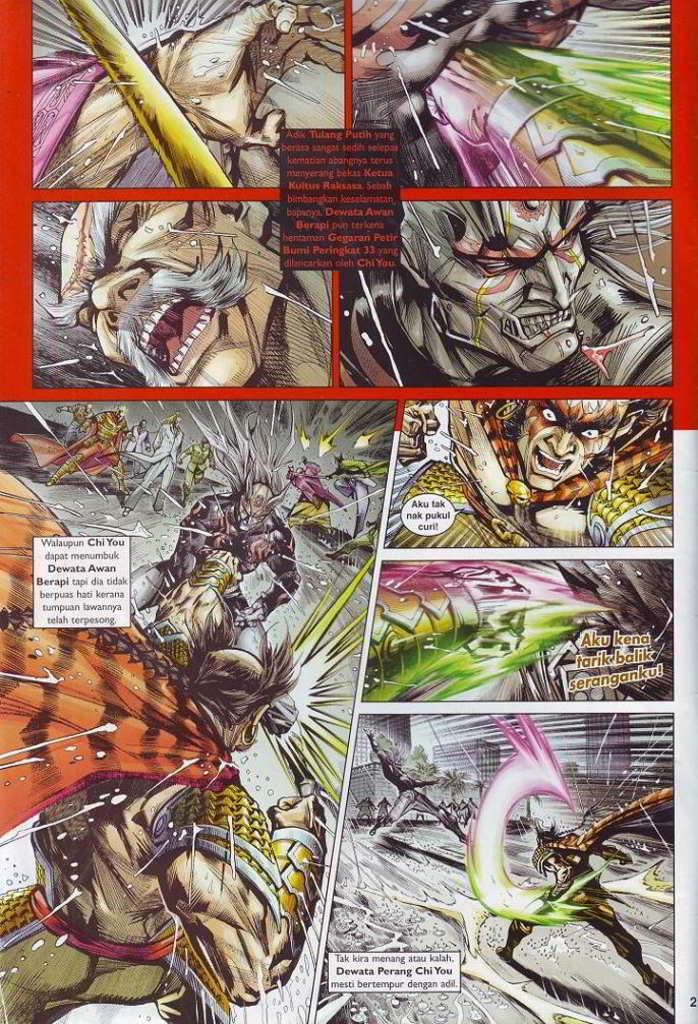 Adik Tulang Putih yang
berasa sangat sedih selepas
kematian abangnya terus
menyerang bekas Ketua
Kultus Raksasa. Sebab
bimbangkan keselamatan,
bapanya, Dewata Awan
Berapi pun terkena
hentaman Gegaran Petir
Bumi Peringkat 33 yang
dilancarkan oleh Chi You.
Walaupun Chi You
dapat menumbuk
Dewata Awan
Berapi tapi dia tidak
berpuas hati kerana
tumpuan lawannya
telah terpesong.
Aku tak
nak pukul
curi!
Aku kena
tarik balik
seranganku!
Tak kira menang atau kalah,
Dewata Perang Chi You
mesti bertempur dengan adil.
2